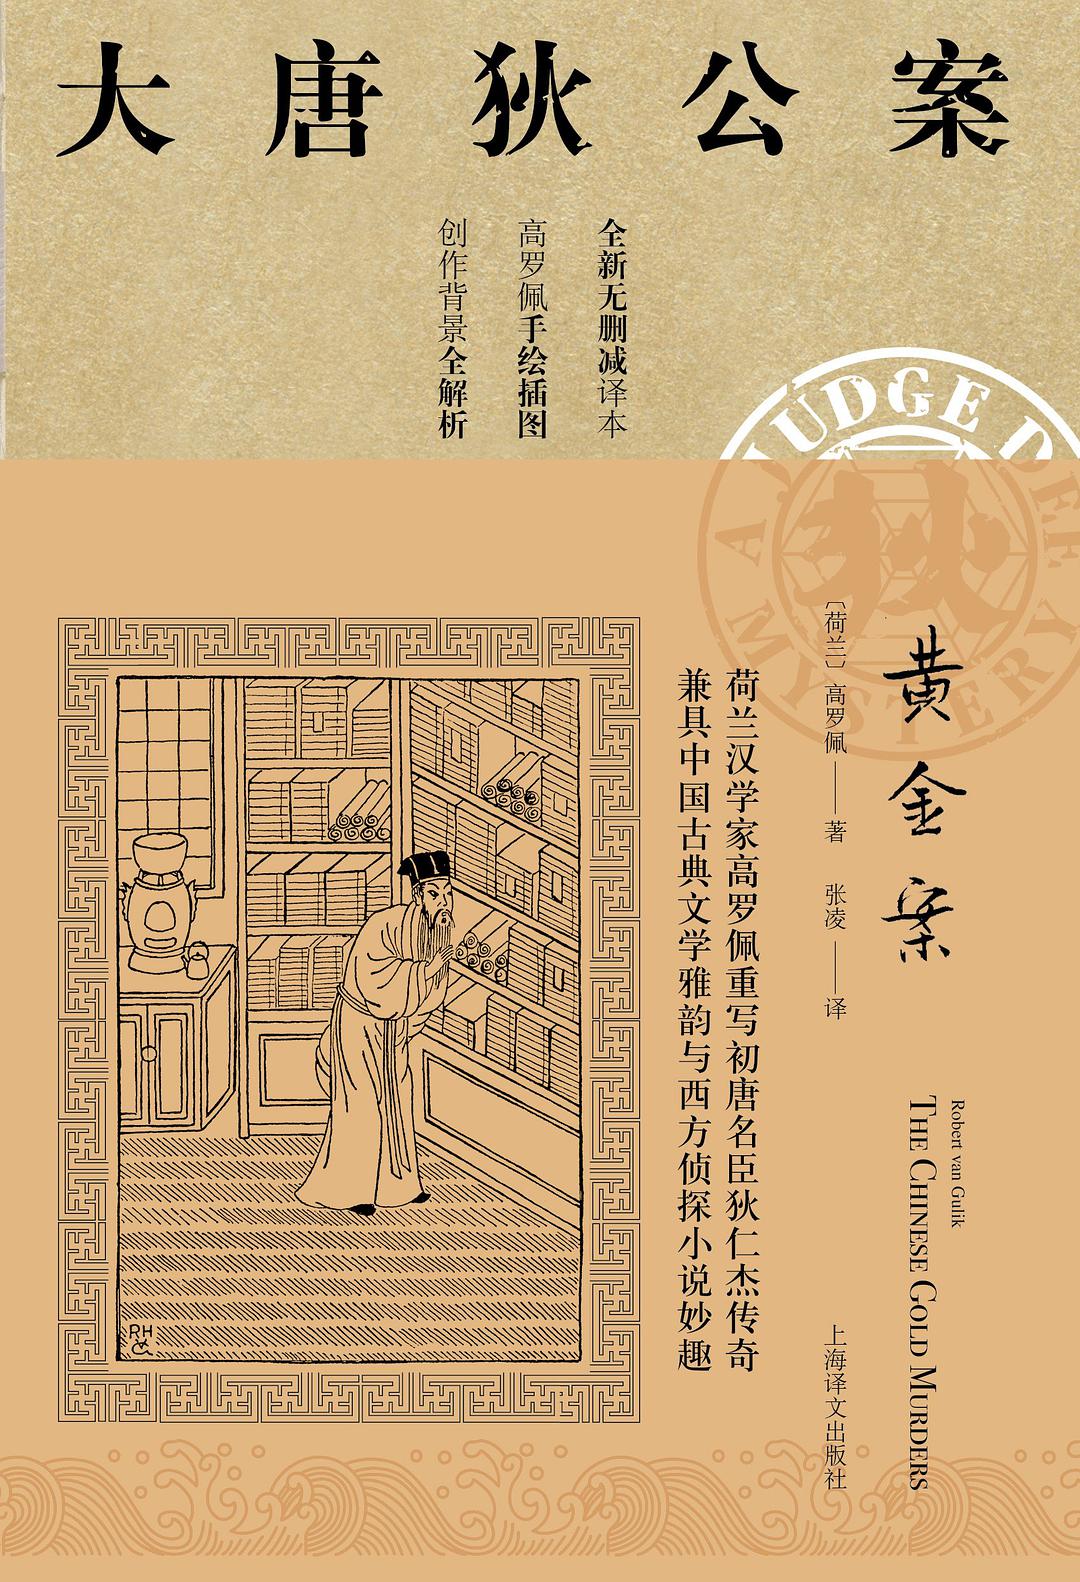 大唐狄公案
全新无删减译本
高罗佩手绘插图
创作背景全解析
A JUDGE DEE MYSTERY
狄
黄金案
〔荷兰〕高罗佩——著 张凌——译
Robert van Gulik
THE CHINESE GOLD MURDERS
荷兰汉学家高罗佩重写初唐名臣狄仁杰传奇
兼具中国古典文学雅韵与西方侦探小说妙趣
上海译文出版社
RH